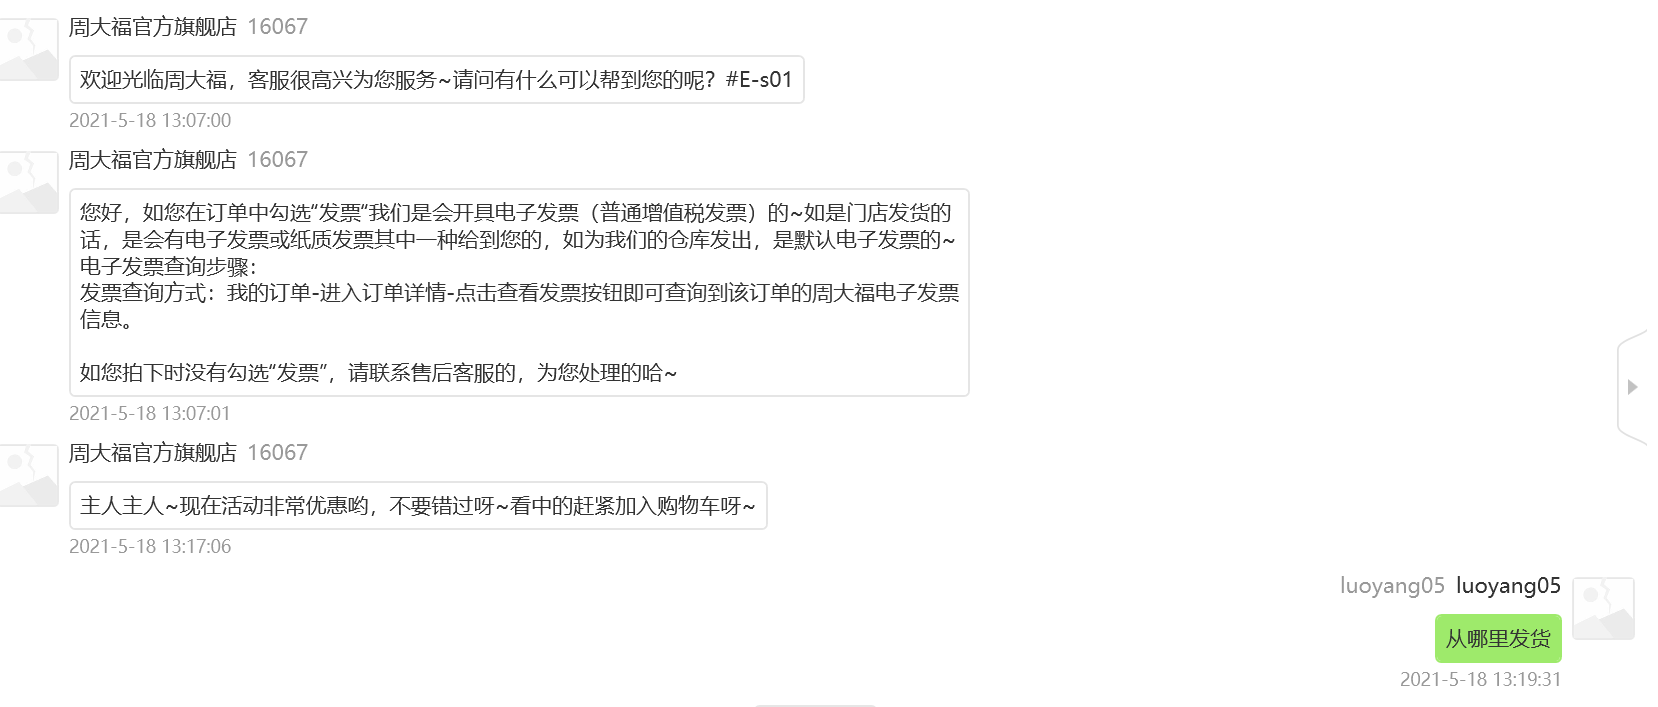 周大福官方旗舰店 16067
欢迎光临周大福，客服很高兴为您服务~请问有什么可以帮到您的呢？#E-s01
2021-5-18 13:07:00
周大福官方旗舰店 16067
您好，如您在订单中勾选“发票“我们是会开具电子发票（普通增值税发票）的~如是门店发货的
话，是会有电子发票或纸质发票其中一种给到您的，如为我们的仓库发出，是默认电子发票的~
电子发票查询步骤：
发票查询方式：我的订单-进入订单详情-点击查看发票按钮即可查询到该订单的周大福电子发票
信息。
如您拍下时没有勾选“发票”，请联系售后客服的，为您处理的哈~
2021-5-18 13:07:01
周大福官方旗舰店 16067
主人主人~现在活动非常优惠哟，不要错过呀~看中的赶紧加入购物车呀~
2021-5-18 13:17:06
luoyang05 luoyang05
从哪里发货
2021-5-18 13:19:31